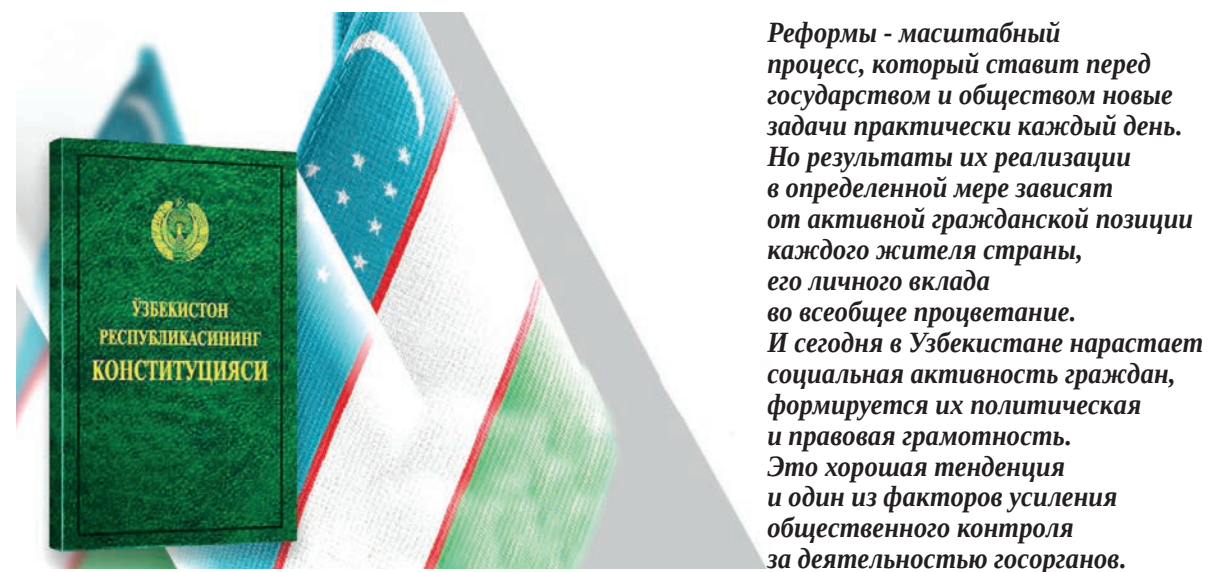 ЎЗБЕКИСТОН
РЕСПУБЛИКАСИНИНГ
КОНСТИТУЦИЯСИ
Реформы - масштабный
процесс, который ставит перед
государством и обществом новые
задачи практически каждый день.
Но результаты их реализации
в определенной мере зависят
от активной гражданской позиции
каждого жителя страны,
его личного вклада
во всеобщее процветание.
И сегодня в Узбекистане нарастает
социальная активность граждан,
формируется их политическая
и правовая грамотность.
Это хорошая тенденция
и один из факторов усиления
общественного контроля
за деятельностью госорганов.